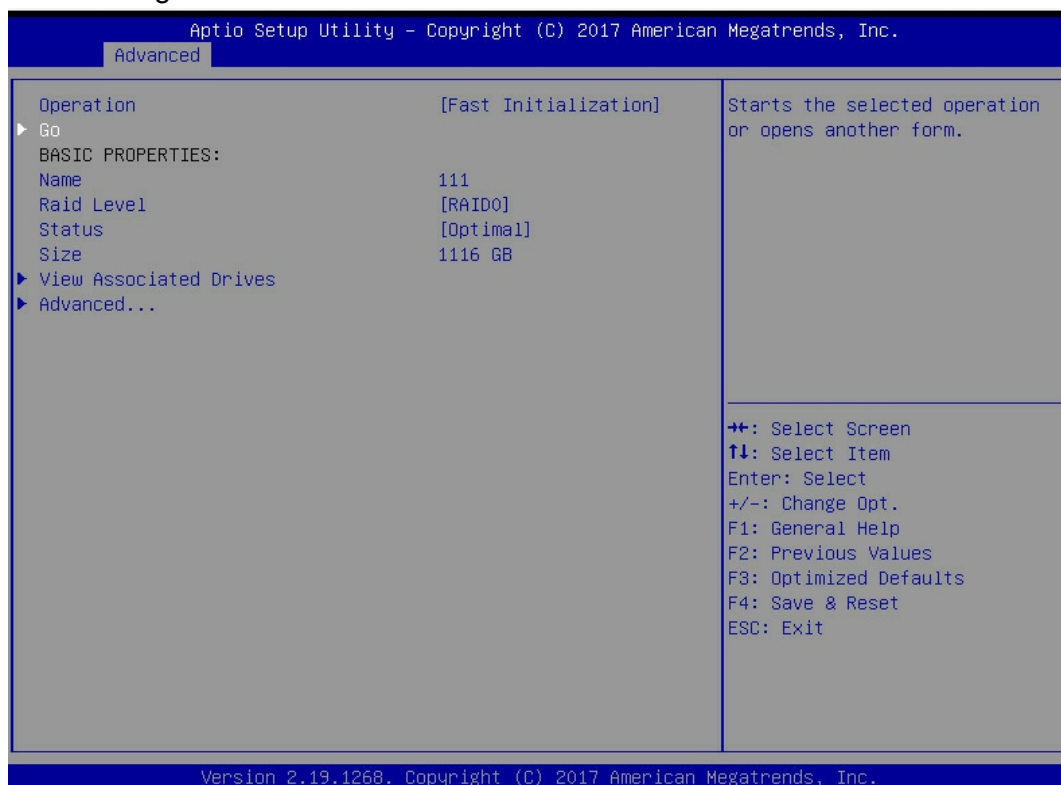 Aptio Setup Utility – Copyright (C) 2017 American Megatrends, Inc.
Advanced
Operation [Fast Initialization]
Go
BASIC PROPERTIES:
Name 111
Raid Level [RAID0]
Status [Optimal]
Size 1116 GB
View Associated Drives
Advanced...
Starts the selected operation
or opens another form.
→←: Select Screen
↑↓: Select Item
Enter: Select
+/-: Change Opt.
F1: General Help
F2: Previous Values
F3: Optimized Defaults
F4: Save & Reset
ESC: Exit
Version 2.19.1268. Copyright (C) 2017 American Megatrends, Inc.